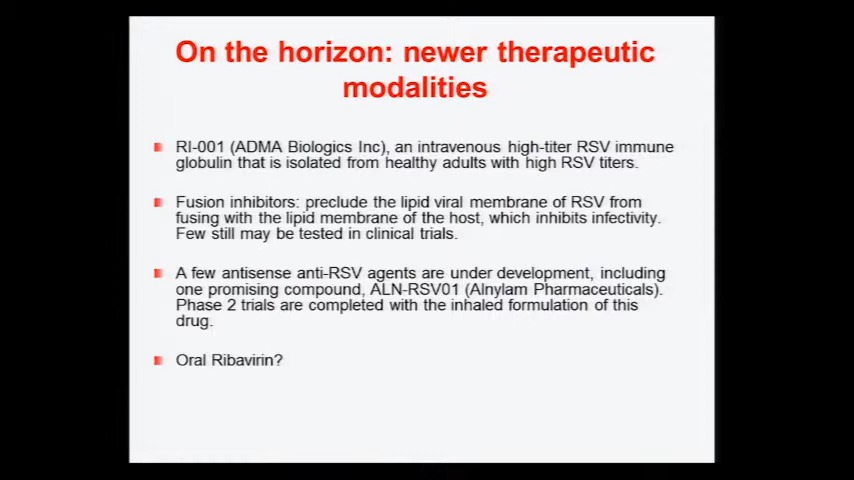 On the horizon: newer therapeutic
modalities
RI-001 (ADMA Biologics Inc), an intravenous high-titer RSV immune
globulin that is isolated from healthy adults with high RSV titers.
Fusion inhibitors: preclude the lipid viral membrane of RSV from
fusing with the lipid membrane of the host, which inhibits infectivity.
Few still may be tested in clinical trials.
A few antisense anti-RSV agents are under development, including
one promising compound, ALN-RSV01 (Alnylam Pharmaceuticals).
Phase 2 trials are completed with the inhaled formulation of this
drug.
Oral Ribavirin?